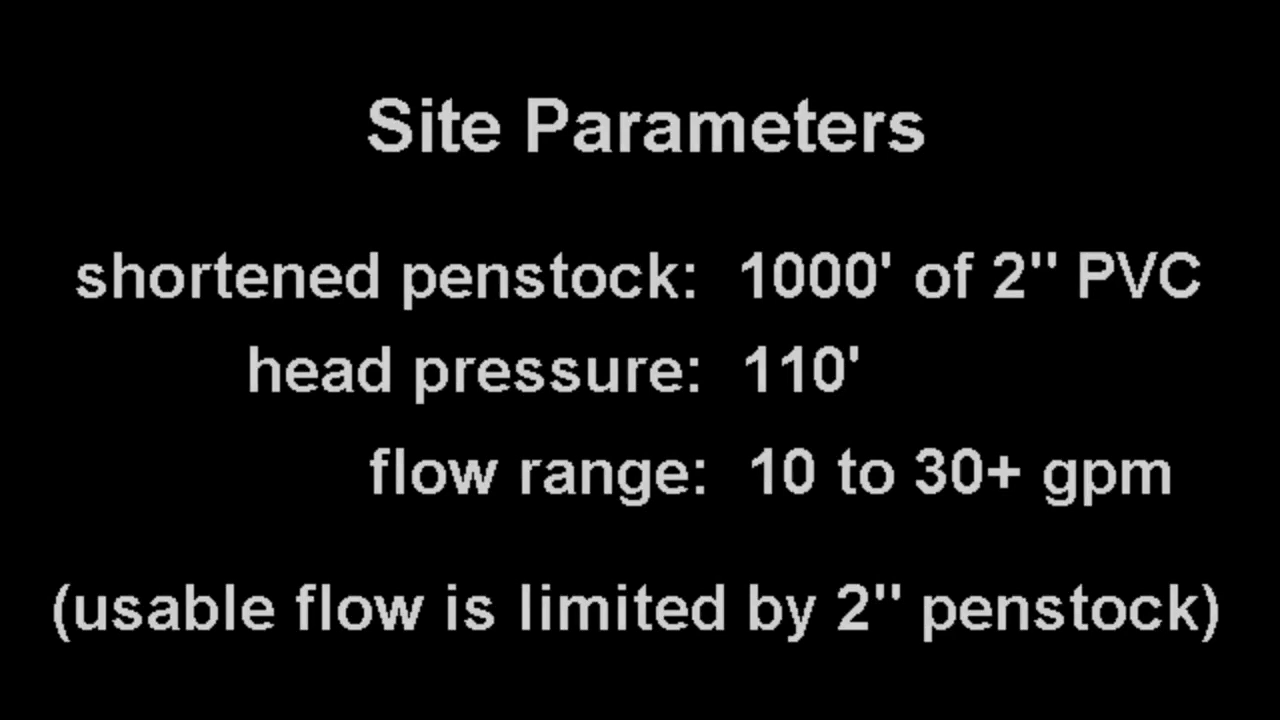 Site Parameters
shortened penstock: 1000' of 2" PVC
head pressure: 110'
flow range: 10 to 30+ gpm
(usable flow is limited by 2" penstock)